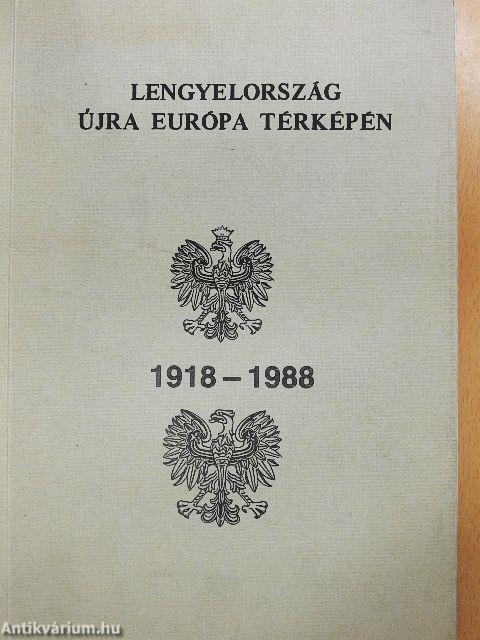 LENGYELORSZÁG
ÚJRA EURÓPA TÉRKÉPÉN
1918 – 1988
Antikvárium.hu